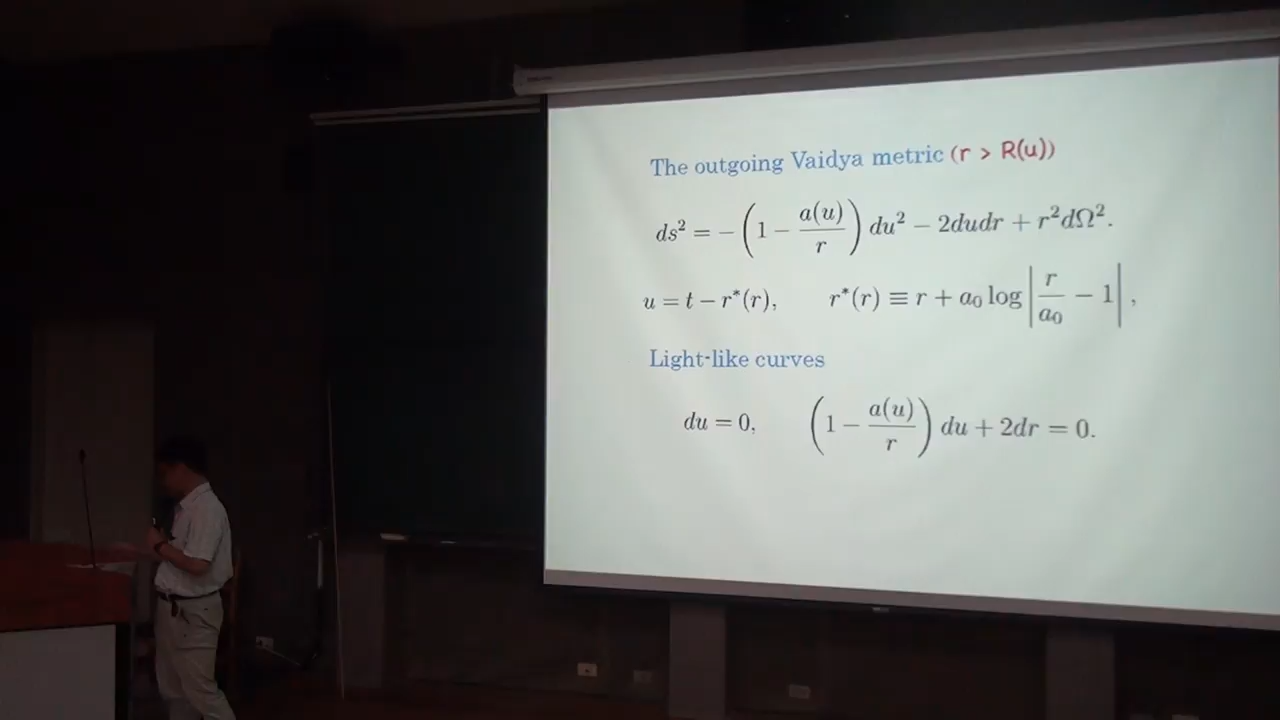 The outgoing Vaidya metric (r > R(u))
ds² = −(1 − a(u)/r) du² − 2dudr + r²dΩ².
u = t − r*(r), r*(r) ≡ r + a₀ log|r/a₀ − 1|,
Light-like curves
du = 0, (1 − a(u)/r) du + 2dr = 0.